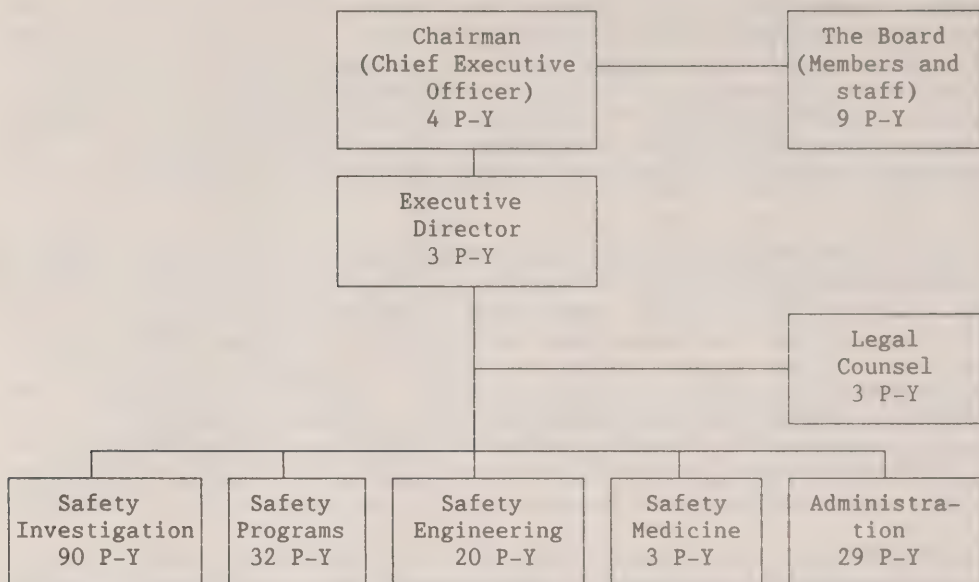 Chairman
(Chief Executive
Officer)
4 P-Y
The Board
(Members and
staff)
9 P-Y
Executive
Director
3 P-Y
Legal
Counsel
3 P-Y
Safety
Investigation
90 P-Y
Safety
Programs
32 P-Y
Safety
Engineering
20 P-Y
Safety
Medicine
3 P-Y
Administra-
tion
29 P-Y